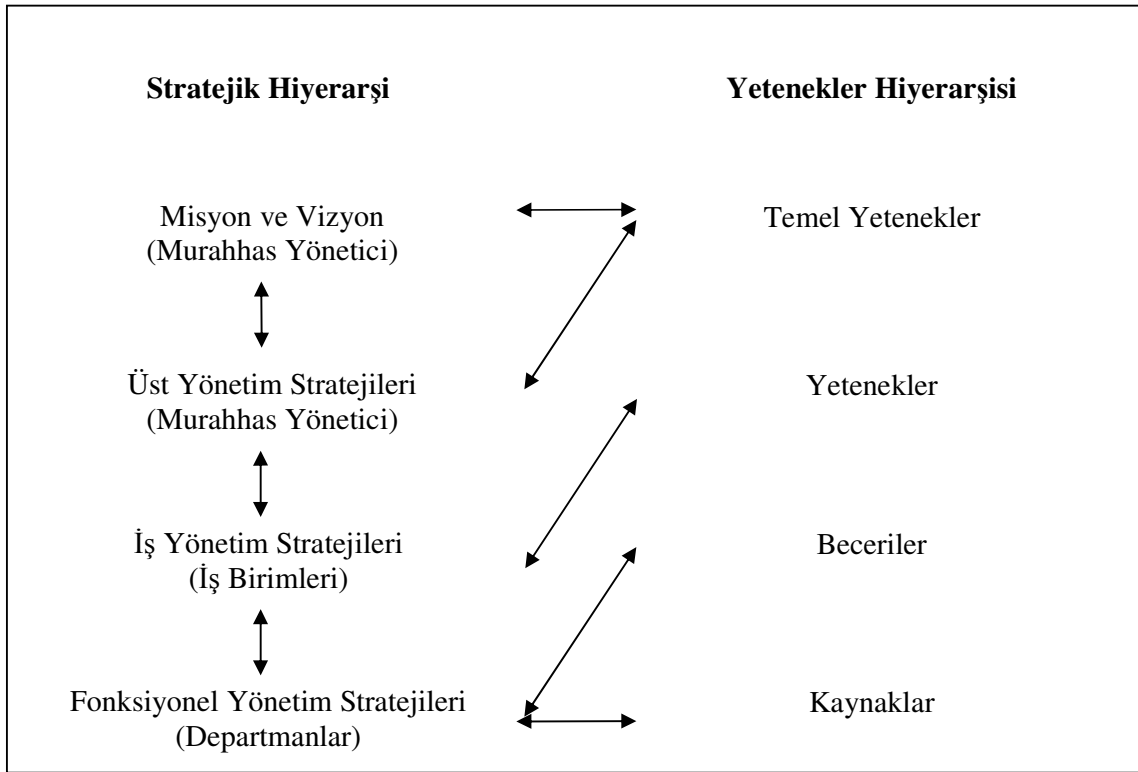 Stratejik Hiyerarşi
Yetenekler Hiyerarşisi
Misyon ve Vizyon
(Murahhas Yönetici)
Temel Yetenekler
Üst Yönetim Stratejileri
(Murahhas Yönetici)
Yetenekler
İş Yönetim Stratejileri
(İş Birimleri)
Beceriler
Fonksiyonel Yönetim Stratejileri
(Departmanlar)
Kaynaklar